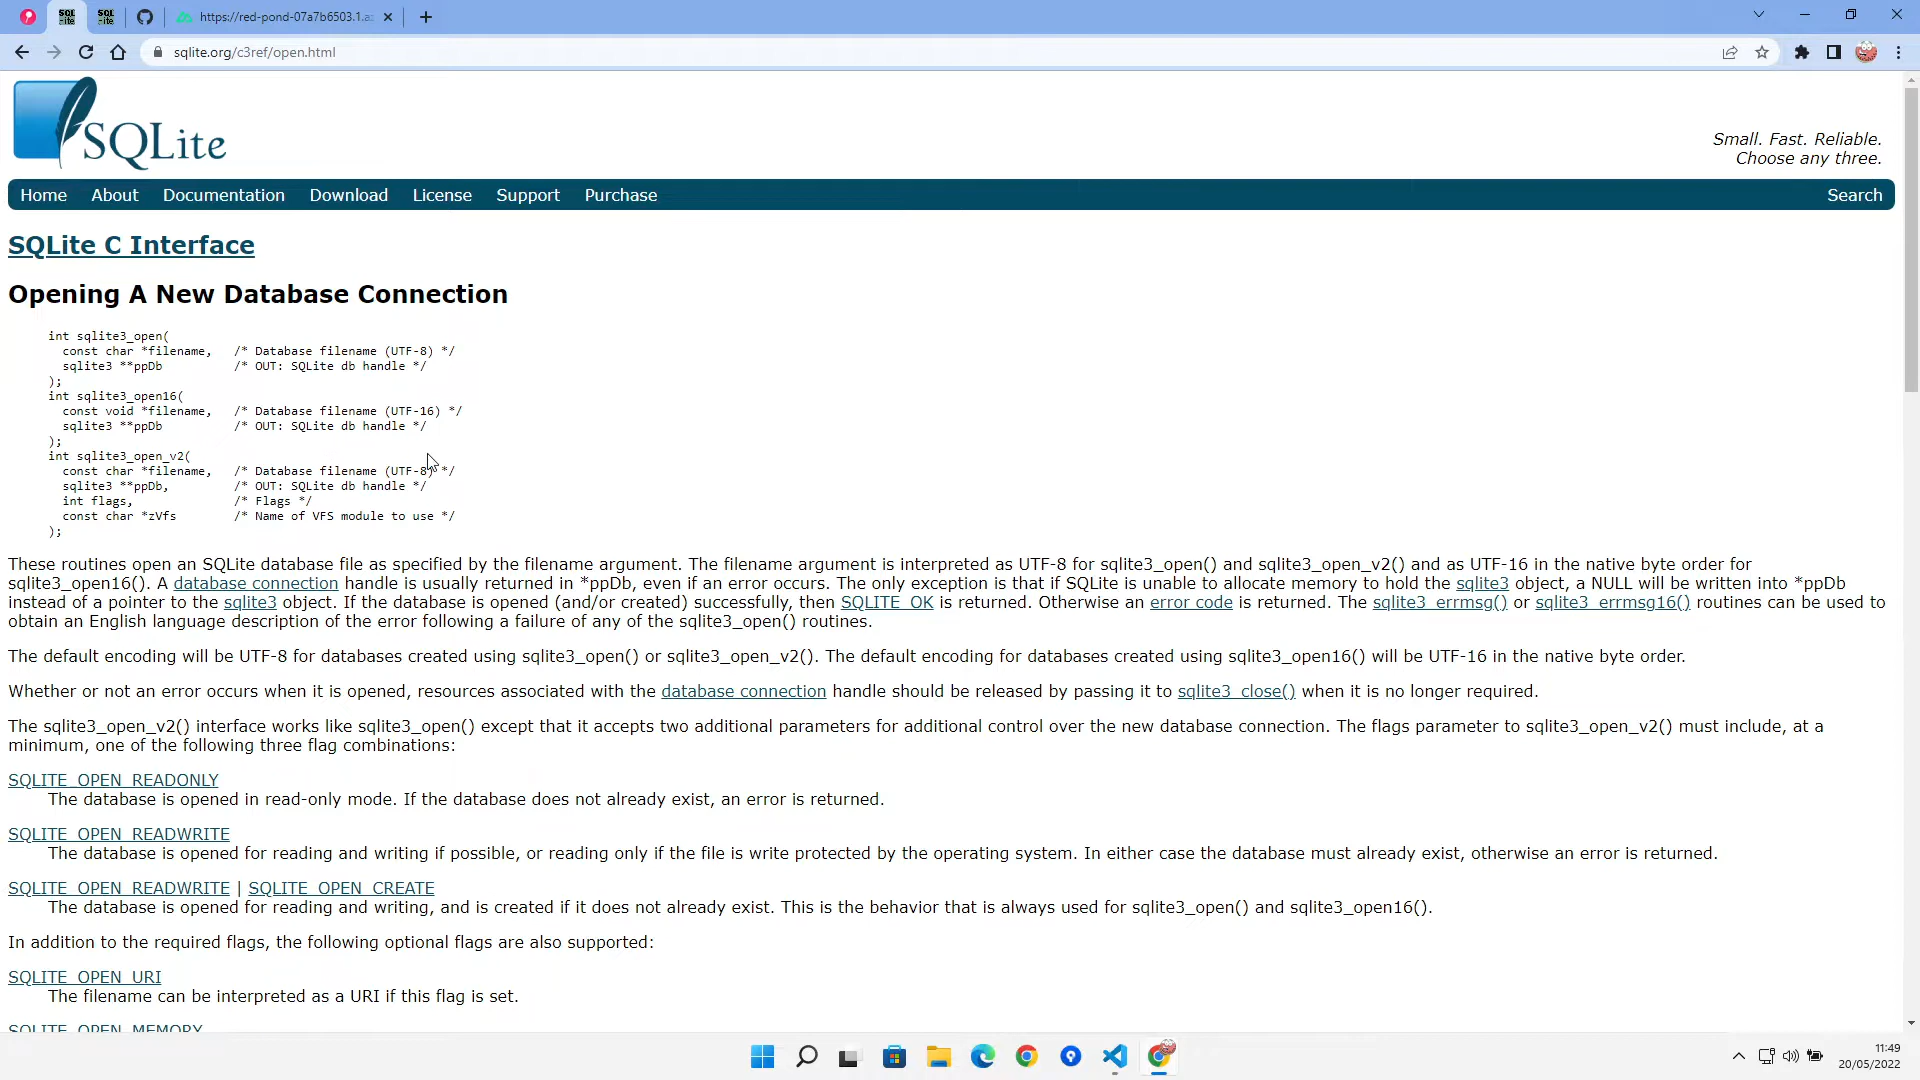 SQL
-ite
SQL
-ite
https://red-pond-07a7b6503.1.az
sqlite.org/c3ref/open.html
SQLite
Small. Fast. Reliable.
Choose any three.
Home About Documentation Download License Support Purchase Search
SQLite C Interface
Opening A New Database Connection
int sqlite3_open(
const char *filename, /* Database filename (UTF-8) */
sqlite3 **ppDb /* OUT: SQLite db handle */
);
int sqlite3_open16(
const void *filename, /* Database filename (UTF-16) */
sqlite3 **ppDb /* OUT: SQLite db handle */
);
int sqlite3_open_v2(
const char *filename, /* Database filename (UTF-8) */
sqlite3 **ppDb, /* OUT: SQLite db handle */
int flags, /* Flags */
const char *zVfs /* Name of VFS module to use */
);
These routines open an SQLite database file as specified by the filename argument. The filename argument is interpreted as UTF-8 for sqlite3_open() and sqlite3_open_v2() and as UTF-16 in the native byte order for
sqlite3_open16(). A database connection handle is usually returned in *ppDb, even if an error occurs. The only exception is that if SQLite is unable to allocate memory to hold the sqlite3 object, a NULL will be written into *ppDb
instead of a pointer to the sqlite3 object. If the database is opened (and/or created) successfully, then SQLITE_OK is returned. Otherwise an error code is returned. The sqlite3_errmsg() or sqlite3_errmsg16() routines can be used to
obtain an English language description of the error following a failure of any of the sqlite3_open() routines.
The default encoding will be UTF-8 for databases created using sqlite3_open() or sqlite3_open_v2(). The default encoding for databases created using sqlite3_open16() will be UTF-16 in the native byte order.
Whether or not an error occurs when it is opened, resources associated with the database connection handle should be released by passing it to sqlite3_close() when it is no longer required.
The sqlite3_open_v2() interface works like sqlite3_open() except that it accepts two additional parameters for additional control over the new database connection. The flags parameter to sqlite3_open_v2() must include, at a
minimum, one of the following three flag combinations:
SQLITE_OPEN_READONLY
The database is opened in read-only mode. If the database does not already exist, an error is returned.
SQLITE_OPEN_READWRITE
The database is opened for reading and writing if possible, or reading only if the file is write protected by the operating system. In either case the database must already exist, otherwise an error is returned.
SQLITE_OPEN_READWRITE | SQLITE_OPEN_CREATE
The database is opened for reading and writing, and is created if it does not already exist. This is the behavior that is always used for sqlite3_open() and sqlite3_open16().
In addition to the required flags, the following optional flags are also supported:
SQLITE_OPEN_URI
The filename can be interpreted as a URI if this flag is set.
SQLITE_OPEN_MEMORY
11:49
20/05/2022